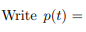 Write p(t) =